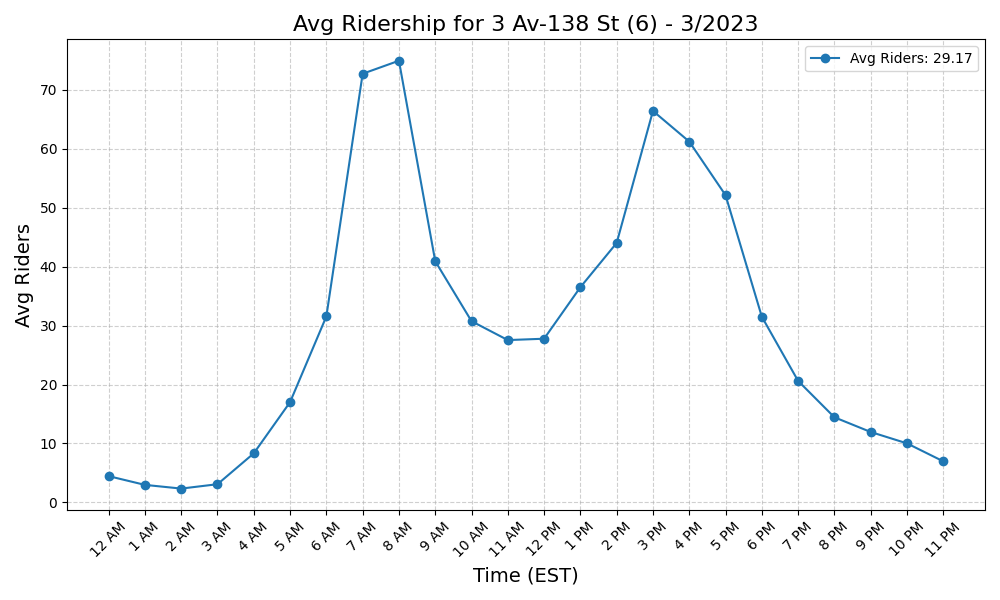 Avg Ridership for 3 Av-138 St (6) - 3/2023
Avg Riders: 29.17
Avg Riders
70
60
50
40
30
20
10
0
12 AM
1 AM
2 AM
3 AM
4 AM
5 AM
6 AM
7 AM
8 AM
9 AM
10 AM
11 AM
12 PM
1 PM
2 PM
3 PM
4 PM
5 PM
6 PM
7 PM
8 PM
9 PM
10 PM
11 PM
Time (EST)